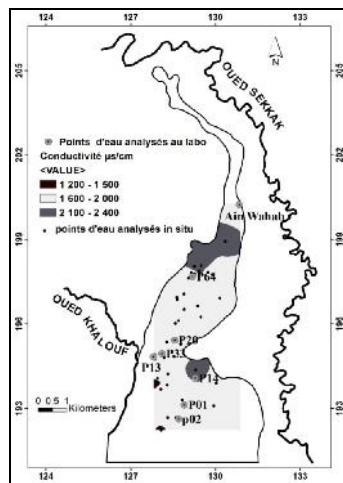 124 127 130 133
205
OUED SEKKAK
N
Points d'eau analysés au labo
Conductivité µs/cm
<VALUE>
1 200 - 1 500
1 600 - 2 000
2 100 - 2 400
points d'eau analysés in situ
202
Ain Wahab
199
P64
196
OUED KHALOUF
P20
P33
P13
P14
193
P01
p02
0 0.5 1
Kilometers
205
202
199
196
193
124 127 130 133